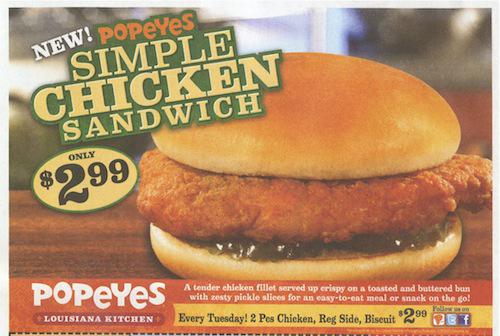 NEW! POPEYES
SIMPLE
CHICKEN
SANDWICH
ONLY
$2.99
POPEYES
LOUISIANA KITCHEN
A tender chicken fillet served up crispy on a toasted and buttered bun
with zesty pickle slices for an easy-to-eat meal or snack on the go!
Every Tuesday! 2 Pcs Chicken, Reg Side, Biscuit $2.99
Follow us on